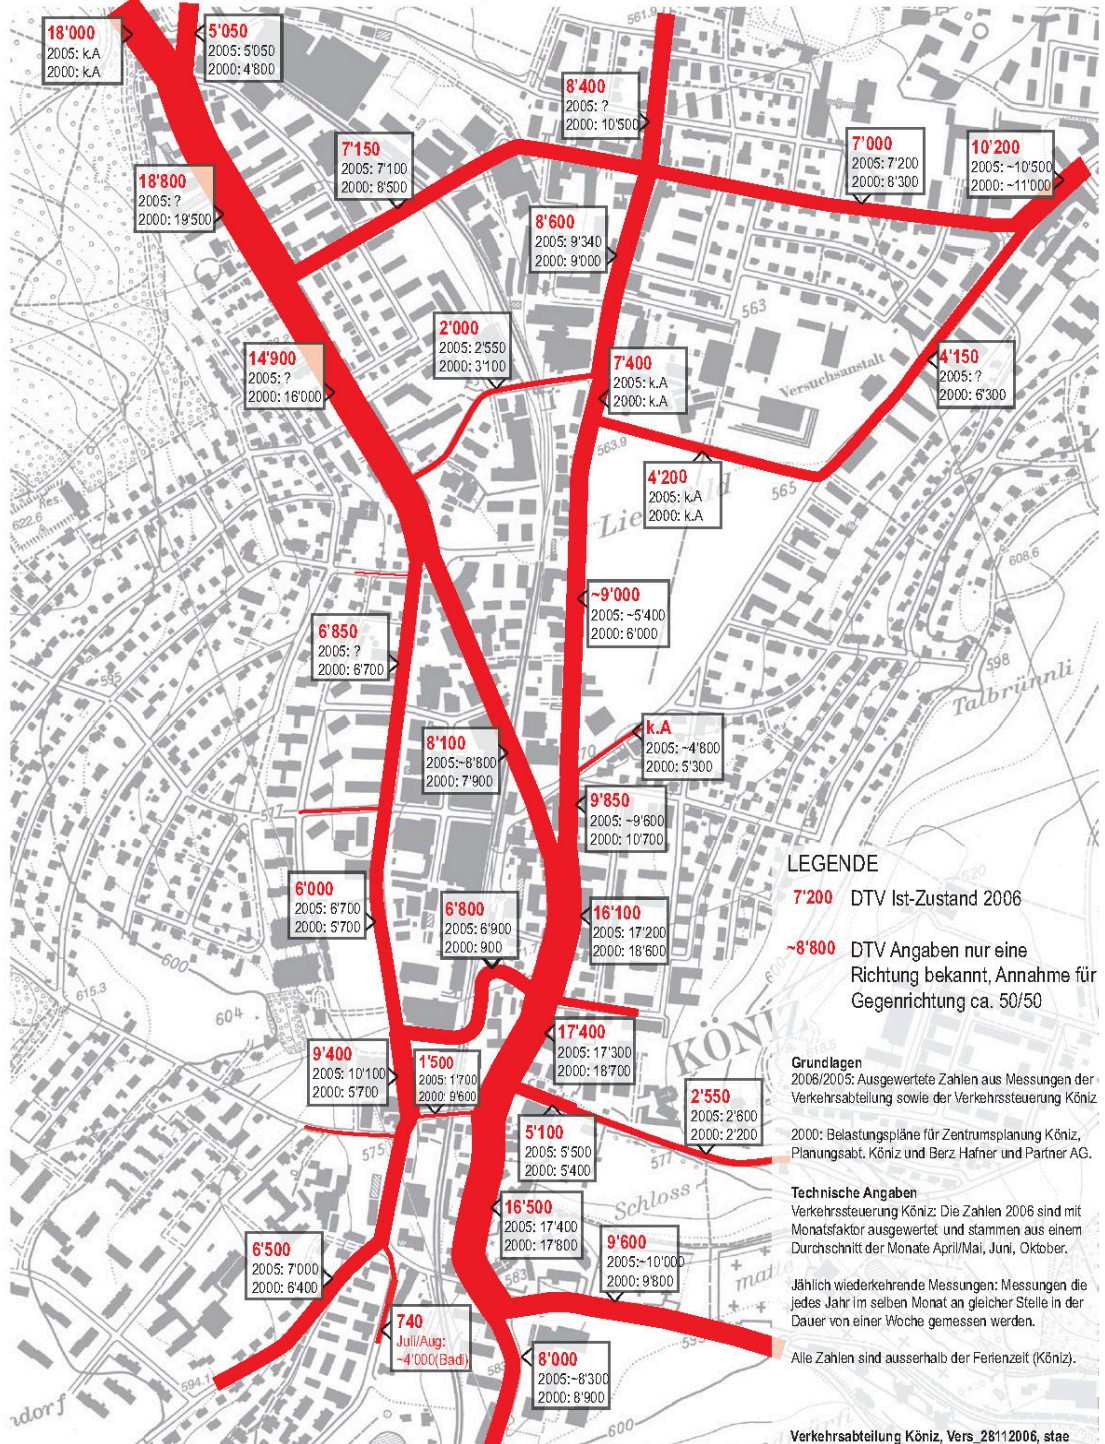 18'000
2005: k.A
2000: k.A
5'050
2005: 5'050
2000: 4'800
561.9
8'400
2005: ?
2000: 10'500
7'150
2005: 7'100
2000: 8'500
7'000
2005: 7'200
2000: 8'300
10'200
2005: ~10'500
2000: ~11'000
18'800
2005: ?
2000: 19'500
8'600
2005: 9'340
2000: 9'000
563
2'000
2005: 2'550
2000: 3'100
14'900
2005: ?
2000: 16'000
7'400
2005: k.A
2000: k.A
Versuchsanstalt
4'150
2005: ?
2000: 6'300
563.9
4'200
2005: k.A
2000: k.A
565
Res.
622.6
608.6
~9'000
2005: ~5'400
2000: 6'000
6'850
2005: ?
2000: 6'700
595
598
Talbrünnli
k.A
2005: ~4'800
2000: 5'300
8'100
2005:~8'800
2000: 7'900
9'850
2005: ~9'600
2000: 10'700
LEGENDE
7'200 DTV Ist-Zustand 2006
~8'800 DTV Angaben nur eine
Richtung bekannt, Annahme für
Gegenrichtung ca. 50/50
6'000
2005: 6'700
2000: 5'700
6'800
2005: 6'900
2000: 900
16'100
2005: 17'200
2000: 18'600
600
615.3
604
KÖNIZ
17'400
2005: 17'300
2000: 18'700
9'400
2005: 10'100
2000: 5'700
1'500
2005: 1'700
2000: 9'600
2'550
2005: 2'600
2000: 2'200
Grundlagen
2006/2005: Ausgewertete Zahlen aus Messungen der
Verkehrsabteilung sowie der Verkehrssteuerung Köniz
2000: Belastungspläne für Zentrumsplanung Köniz,
Planungsabt. Köniz und Berz Hafner und Partner AG.
5'100
2005: 5'500
2000: 5'400
575
577
Schloss-
Technische Angaben
Verkehrssteuerung Köniz: Die Zahlen 2006 sind mit
Monatsfaktor ausgewertet und stammen aus einem
Durchschnitt der Monate April/Mai, Juni, Oktober.
16'500
2005: 17'400
2000: 17'800
6'500
2005: 7'000
2000: 6'400
9'600
2005:~10'000
2000: 9'800
583
Jählich wiederkehrende Messungen: Messungen die
jedes Jahr im selben Monat an gleicher Stelle in der
Dauer von einer Woche gemessen werden.
740
Jull/Aug:
~4'000(Badi)
8'000
2005:~8'300
2000: 8'900
Alle Zahlen sind ausserhalb der Ferienzeit (Köniz).
594.1
ndorf
600
Verkehrsabteilung Köniz, Vers_28112006, stae